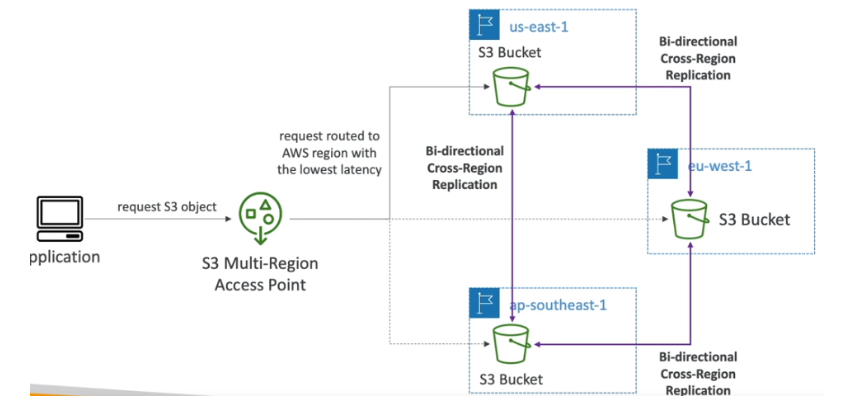 us-east-1
S3 Bucket
Bi-directional
Cross-Region
Replication
request routed to
AWS region with
the lowest latency
Bi-directional
Cross-Region
Replication
eu-west-1
request S3 object
S3 Bucket
pplication
S3 Multi-Region
Access Point
ap-southeast-1
S3 Bucket
Bi-directional
Cross-Region
Replication